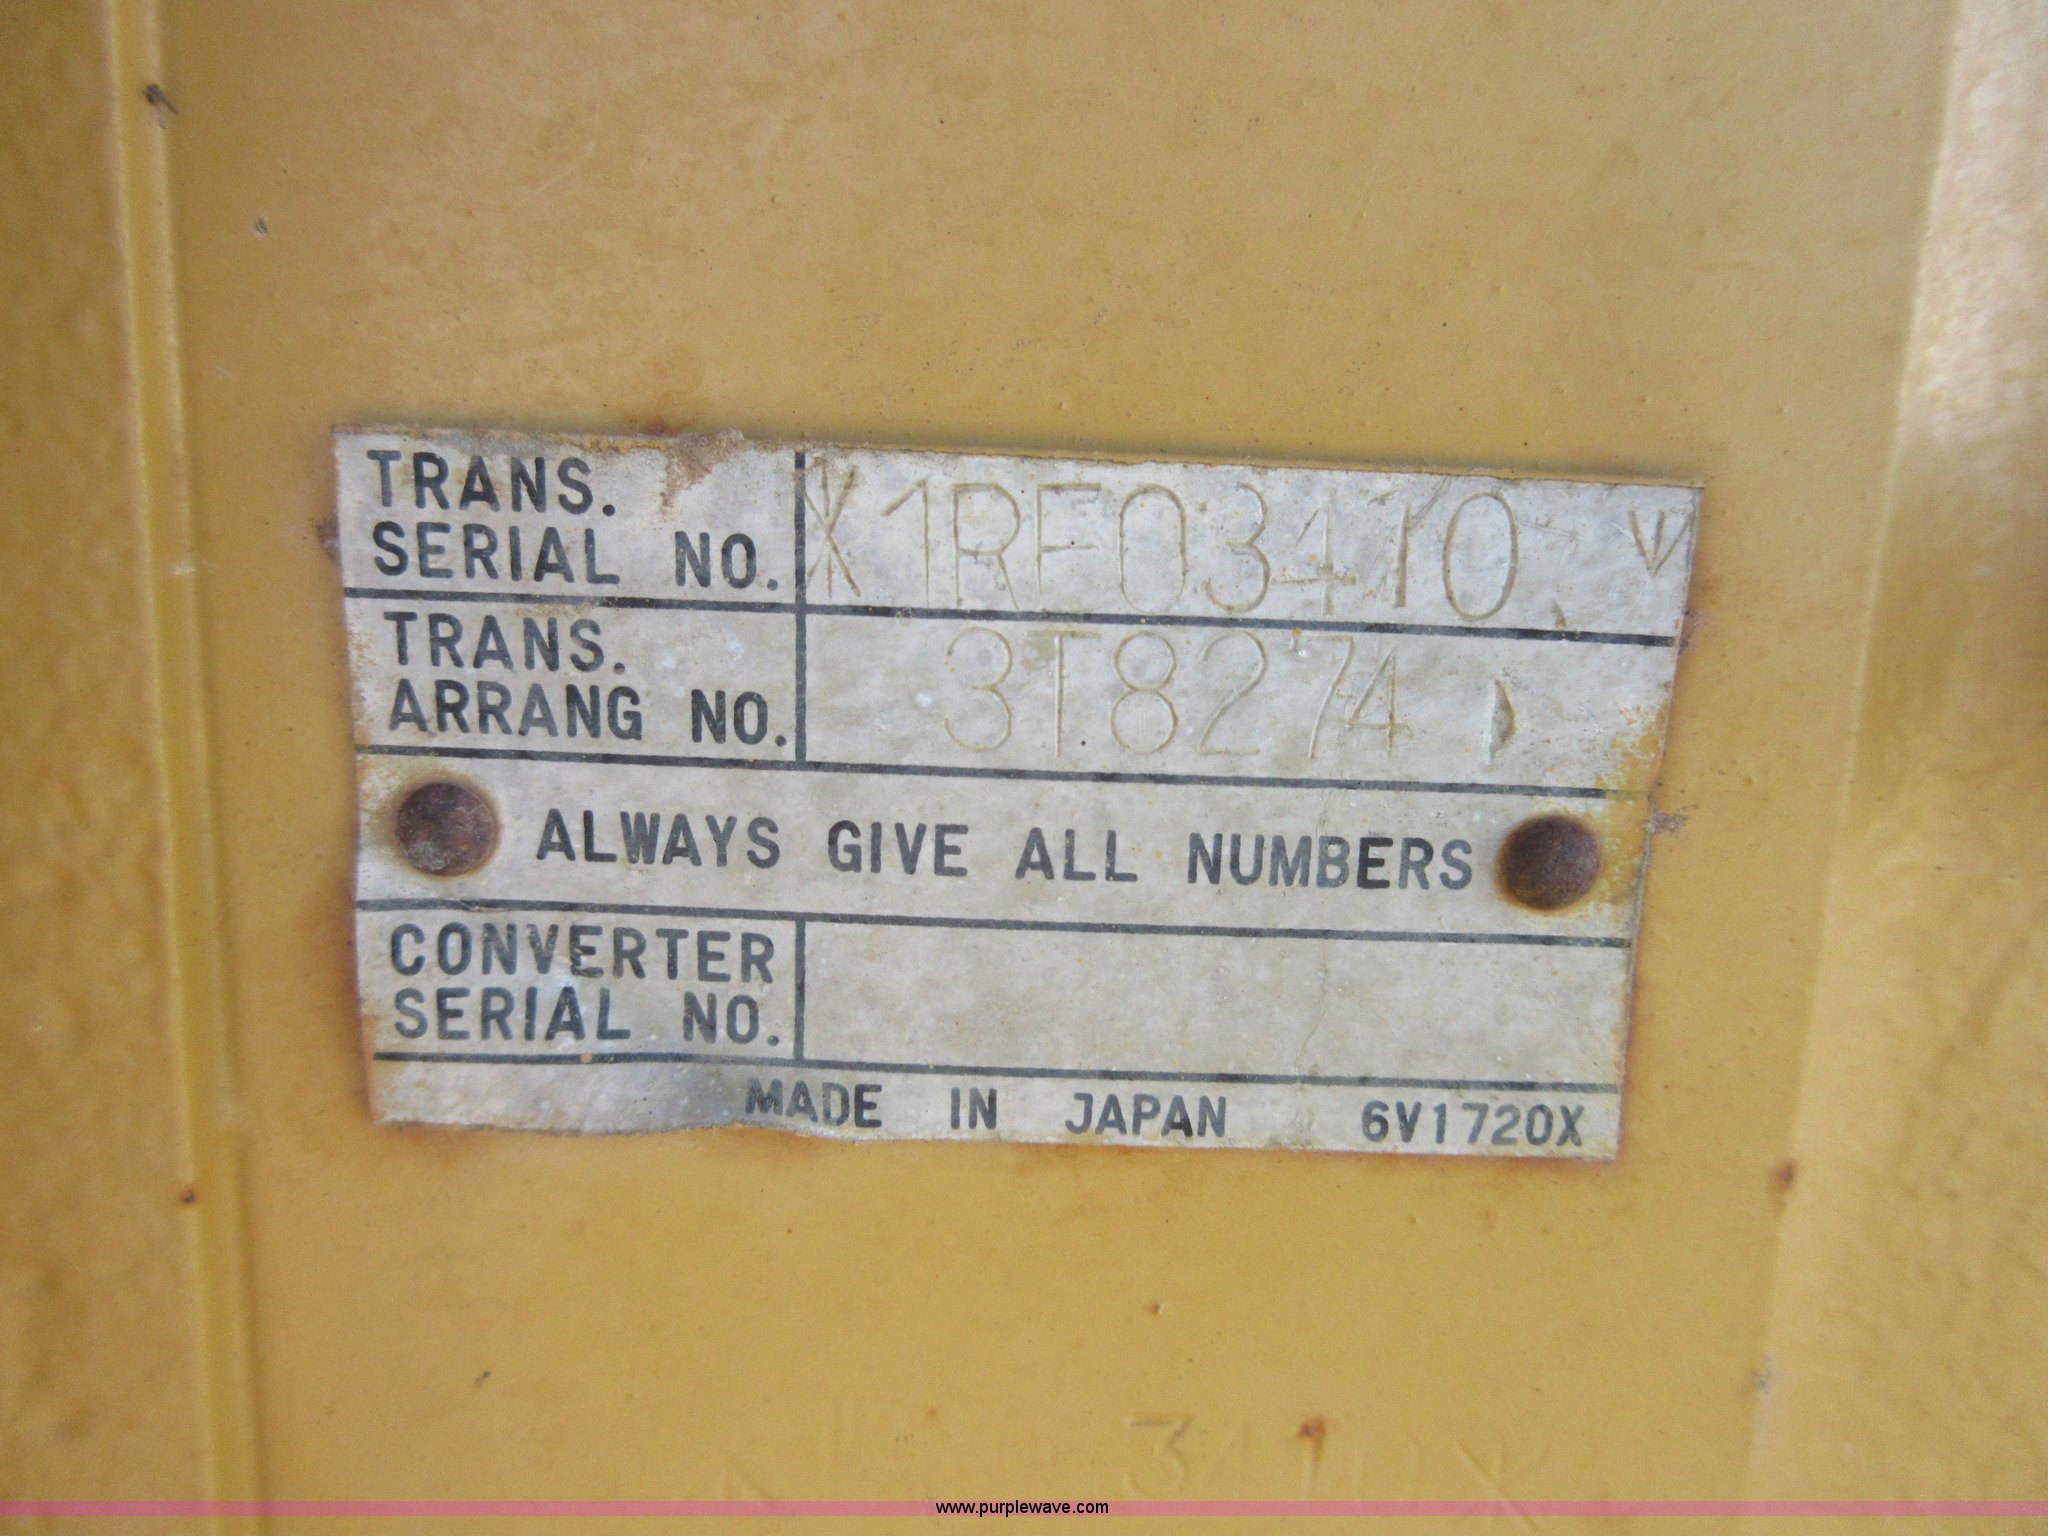 TRANS.
SERIAL NO. 1RF03410
TRANS.
ARRANG NO. 3T8274
ALWAYS GIVE ALL NUMBERS
CONVERTER
SERIAL NO.
MADE IN JAPAN 6V1720X
3410X
www.purplewave.com